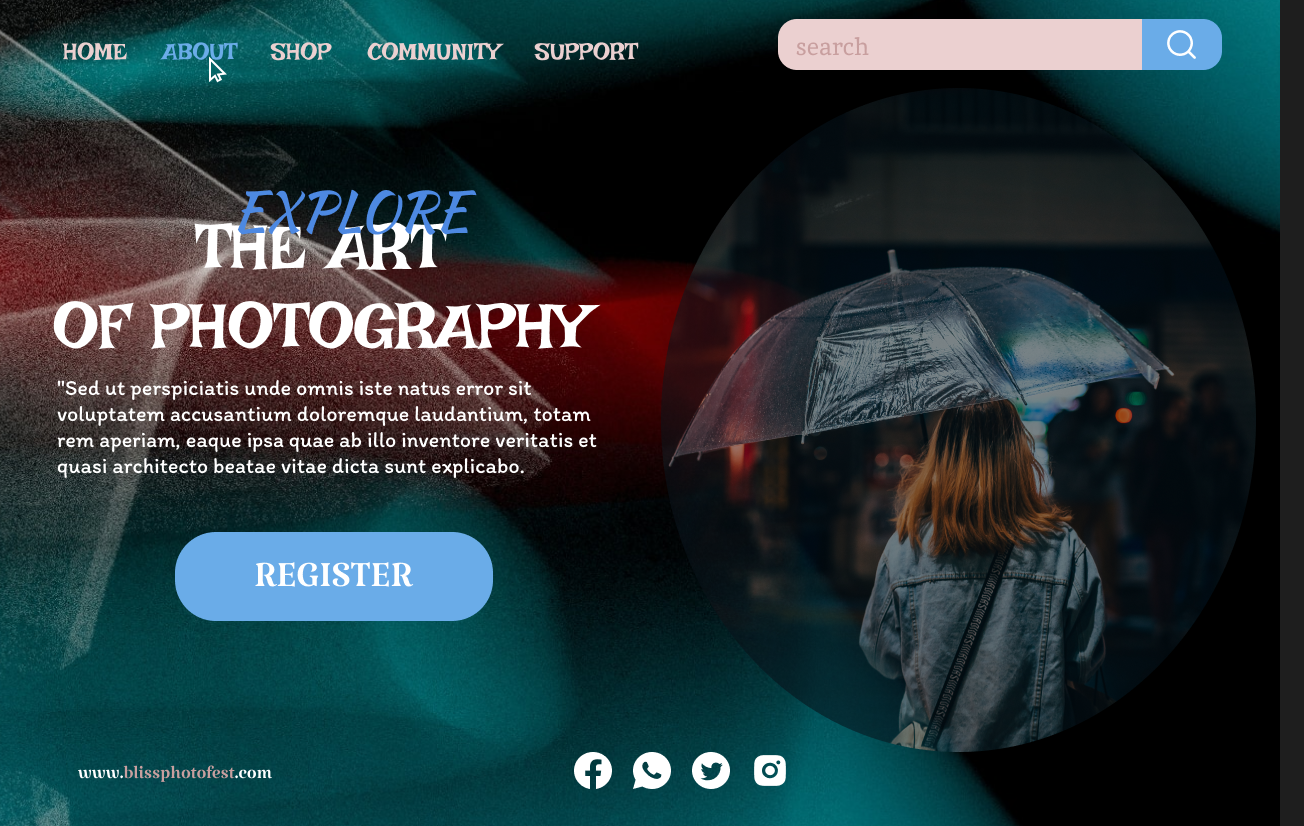 HOME ABOUT SHOP COMMUNITY SUPPORT search
EXPLORE
THE ART
OF PHOTOGRAPHY
"Sed ut perspiciatis unde omnis iste natus error sit
voluptatem accusantium doloremque laudantium, totam
rem aperiam, eaque ipsa quae ab illo inventore veritatis et
quasi architecto beatae vitae dicta sunt explicabo.
REGISTER
www.blissphotofest.com